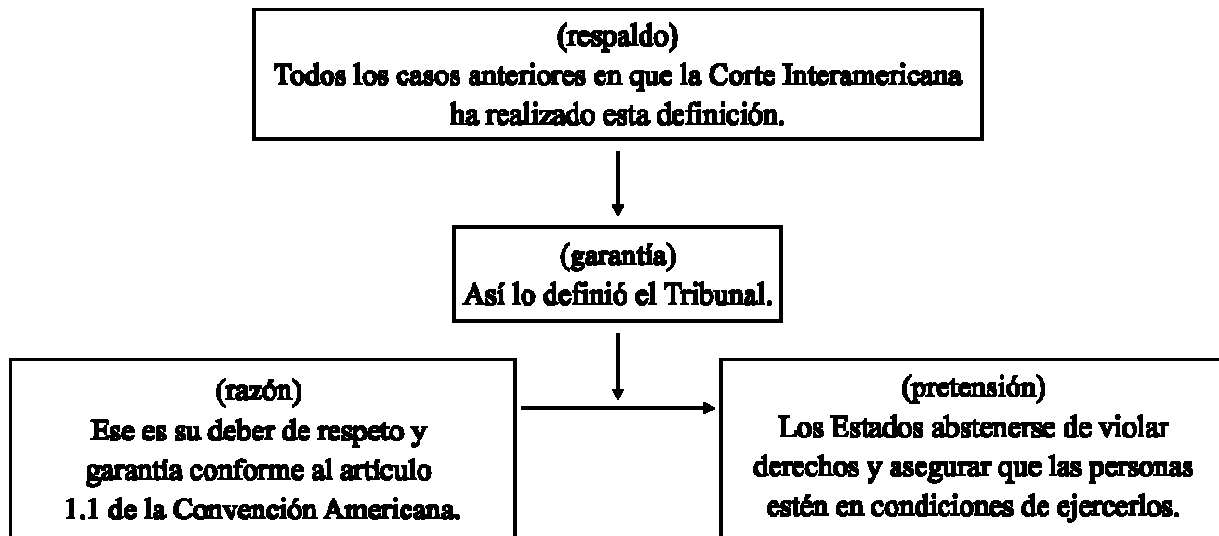 (respaldo)
Todos los casos anteriores en que la Corte Interamericana
ha realizado esta definición.
(garantía)
Así lo definió el Tribunal.
(razón)
Ese es su deber de respeto y
garantía conforme al artículo
1.1 de la Convención Americana.
(pretensión)
Los Estados abstenerse de violar
derechos y asegurar que las personas
estén en condiciones de ejercerlos.